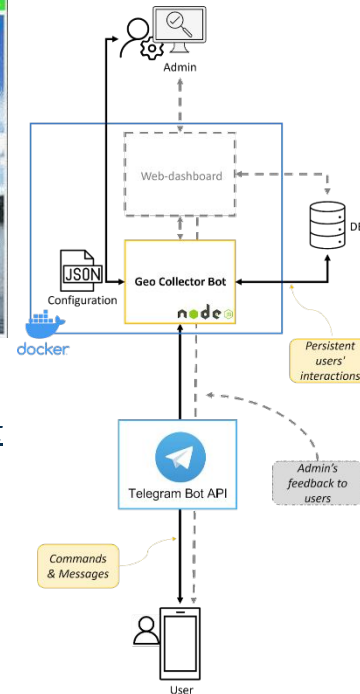 Admin
Web-dashboard
JSON
Configuration
Geo Collector Bot
node
JS
docker
Persistent
users'
interactions
Telegram Bot API
Admin's
feedback to
users
Commands
& Messages
User